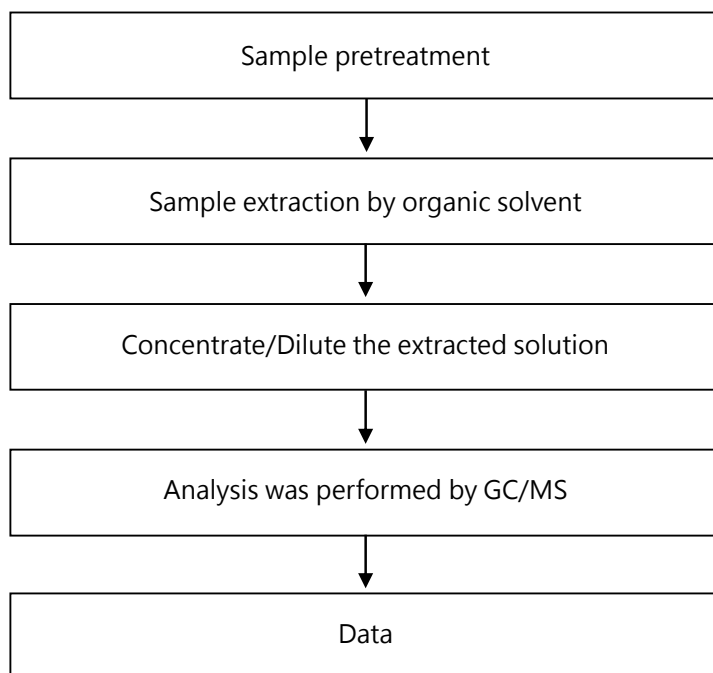 Sample pretreatment
Sample extraction by organic solvent
Concentrate/Dilute the extracted solution
Analysis was performed by GC/MS
Data